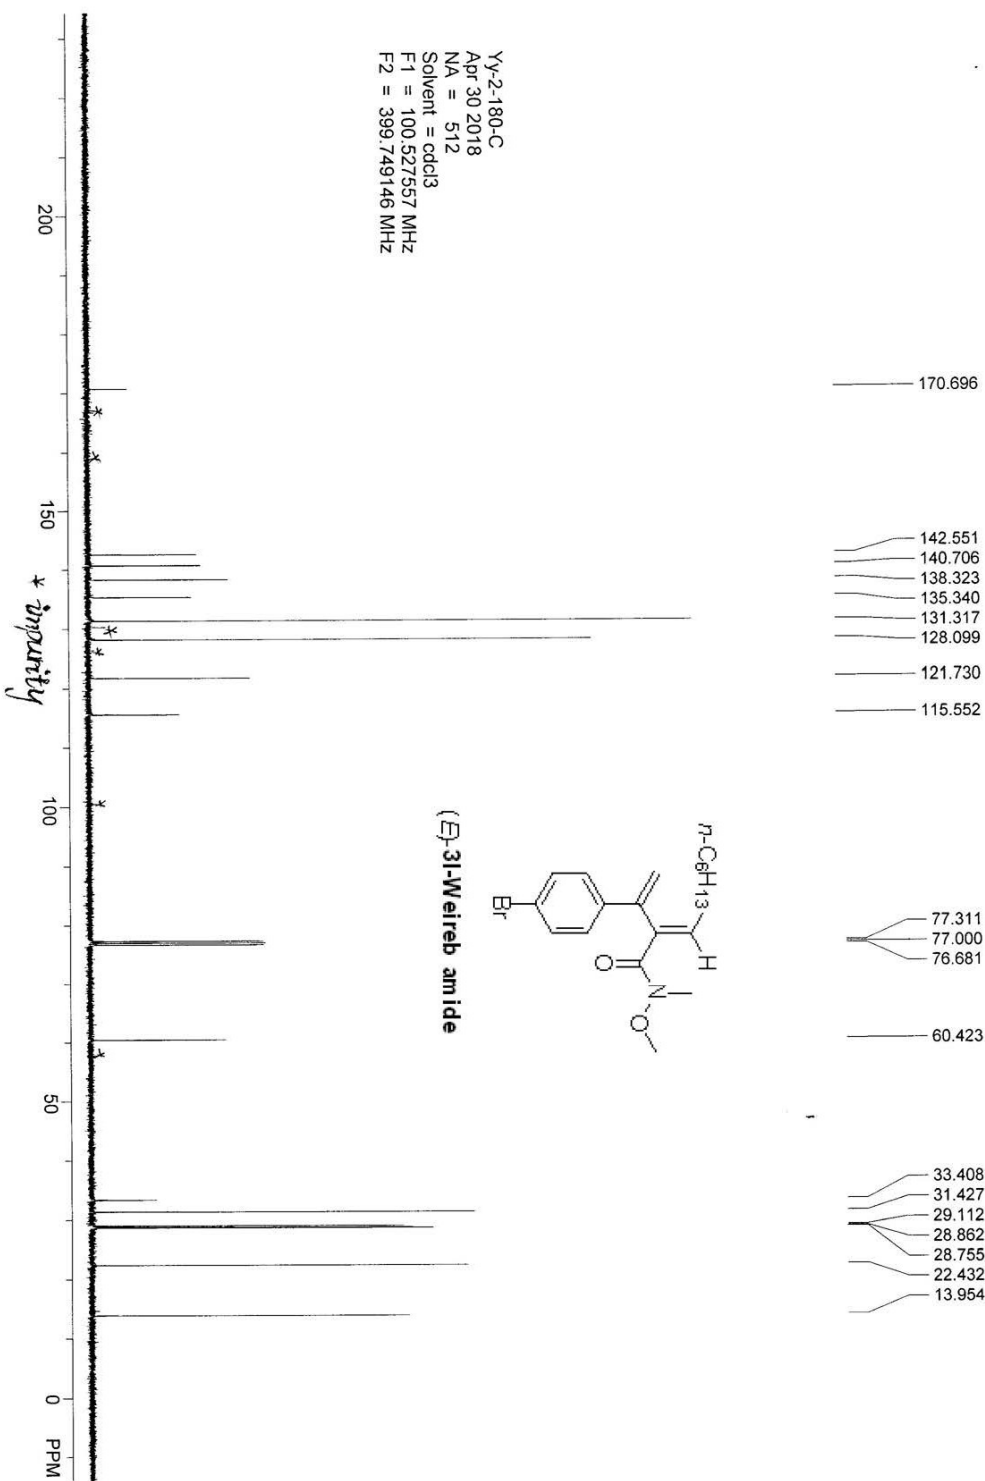 Yy-2-180-C
Apr 30 2018
NA = 512
Solvent = cdcl3
F1 = 100.527557 MHz
F2 = 399.749146 MHz
170.696
142.551
140.706
138.323
135.340
131.317
128.099
121.730
115.552
77.311
77.000
76.681
60.423
33.408
31.427
29.112
28.862
28.755
22.432
13.954
n-C6H13
H
O
N
O
Br
(E)-3l-Weireb amide
*
*
*
*
*
*
200
150
100
50
0
PPM
* impurity